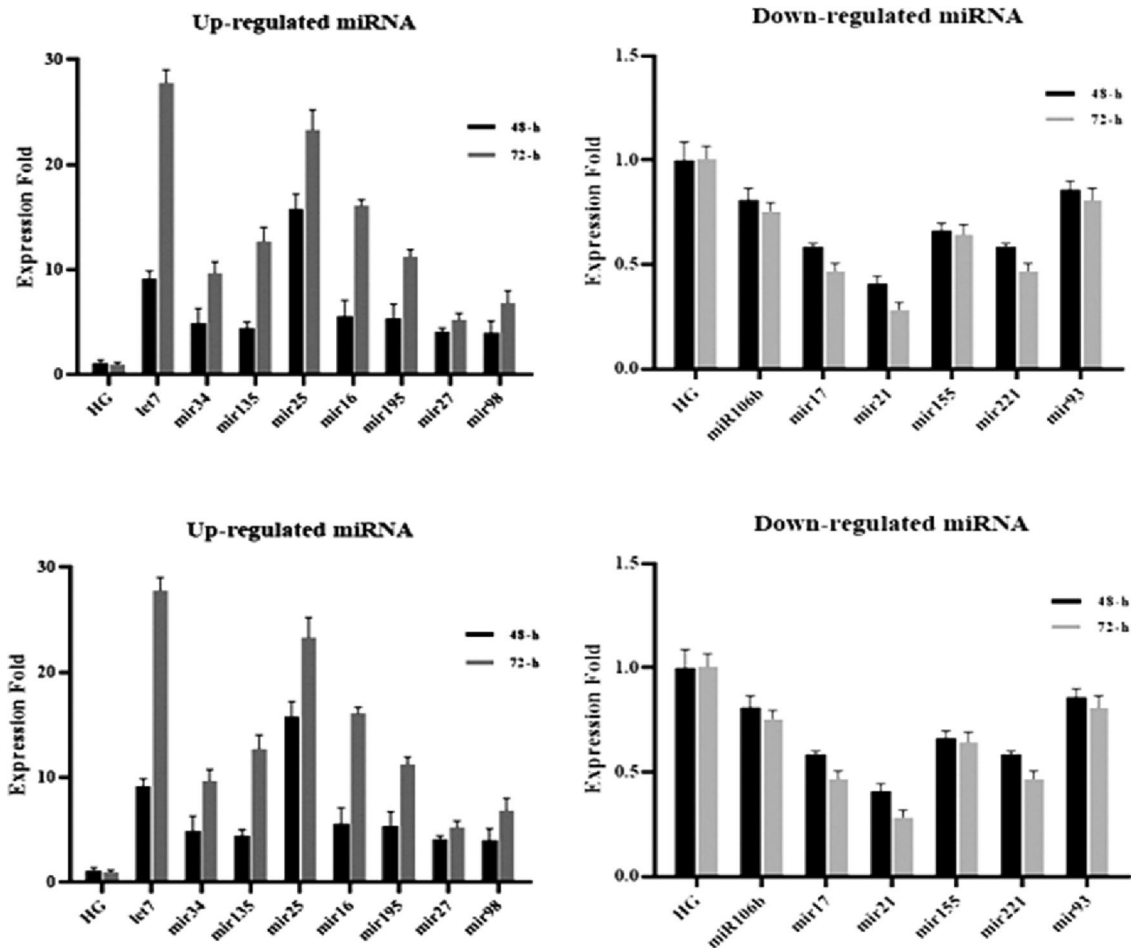 Up-regulated miRNA
30
20
10
0
Expression Fold
48-h
72-h
HG
let7
mir34
mir135
mir25
mir16
mir195
mir27
mir98
Down-regulated miRNA
1.5
1.0
0.5
0.0
Expression Fold
48-h
72-h
HG
miR106b
mir17
mir21
mir155
mir221
mir93
Up-regulated miRNA
30
20
10
0
Expression Fold
48-h
72-h
HG
let7
mir34
mir135
mir25
mir16
mir195
mir27
mir98
Down-regulated miRNA
1.5
1.0
0.5
0.0
Expression Fold
48-h
72-h
HG
miR106b
mir17
mir21
mir155
mir221
mir93